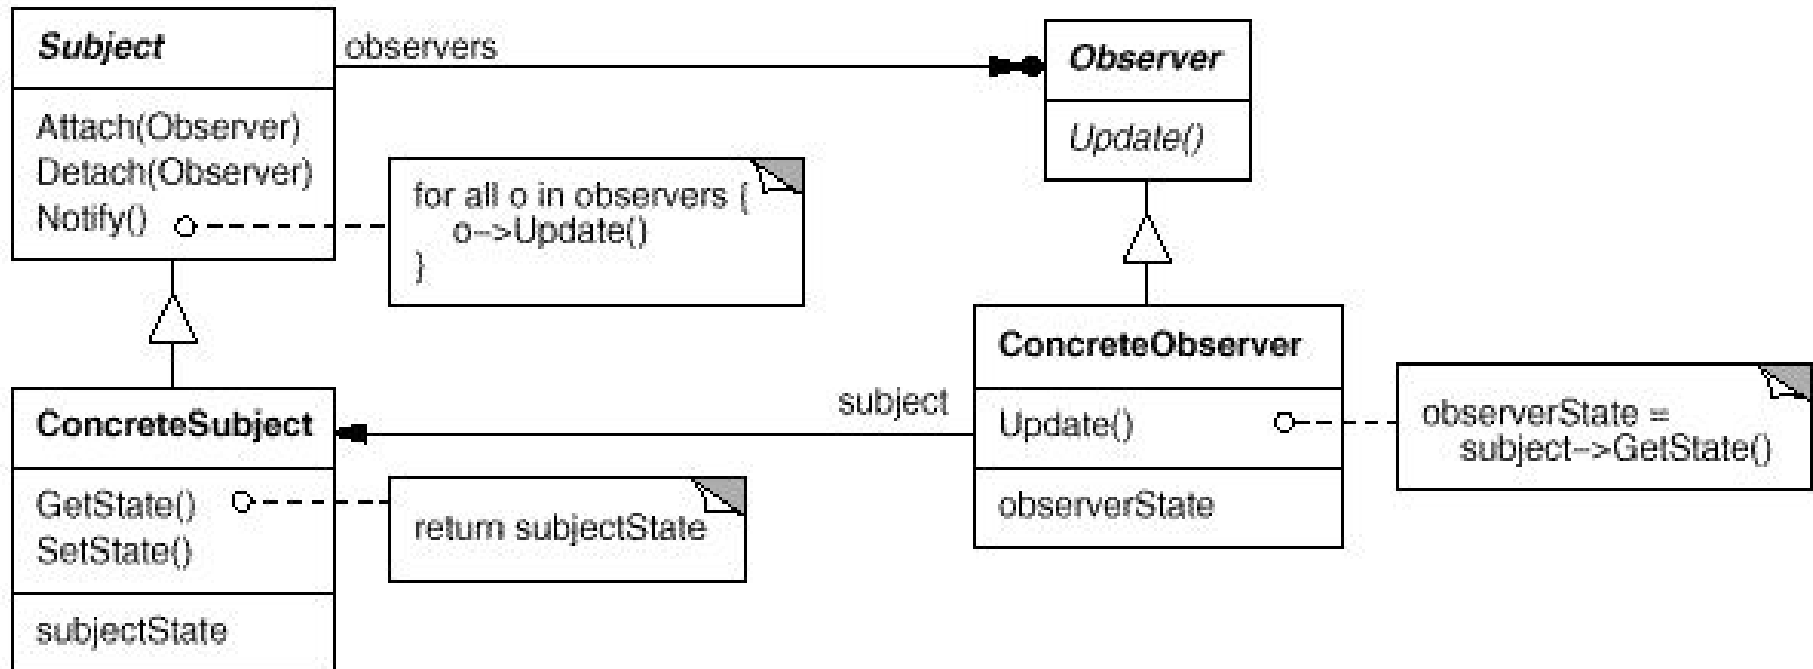 Subject
observers
Observer
Attach(Observer)
Detach(Observer)
Notify()
for all o in observers {
o->Update()
}
Update()
ConcreteSubject
GetState()
SetState()
subjectState
return subjectState
subject
ConcreteObserver
Update()
observerState
observerState =
subject->GetState()